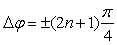 Δφ = ±(2n+1)π/4